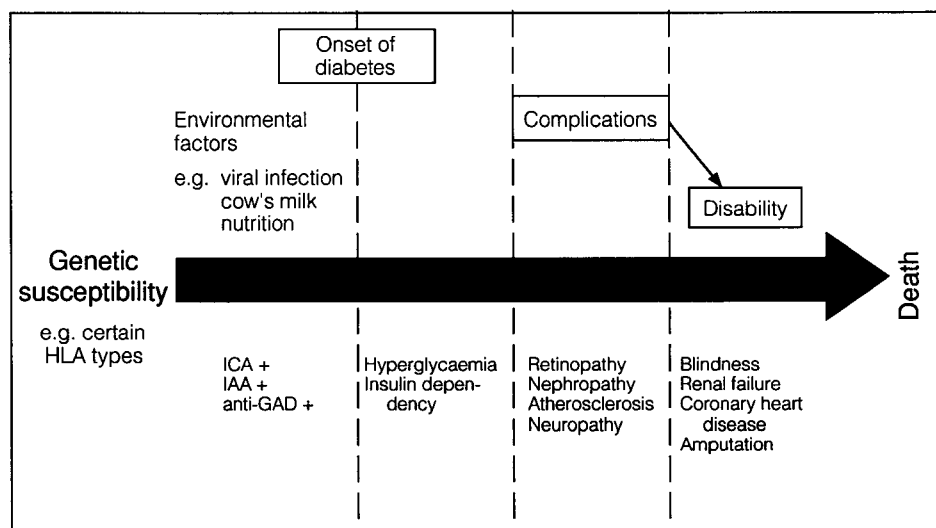 Onset of
diabetes
Environmental
factors
e.g. viral infection
cow's milk
nutrition
Complications
Disability
Genetic
susceptibility
e.g. certain
HLA types
Death
ICA +
IAA +
anti-GAD +
Hyperglycaemia
Insulin depen-
dency
Retinopathy
Nephropathy
Atherosclerosis
Neuropathy
Blindness
Renal failure
Coronary heart
disease
Amputation